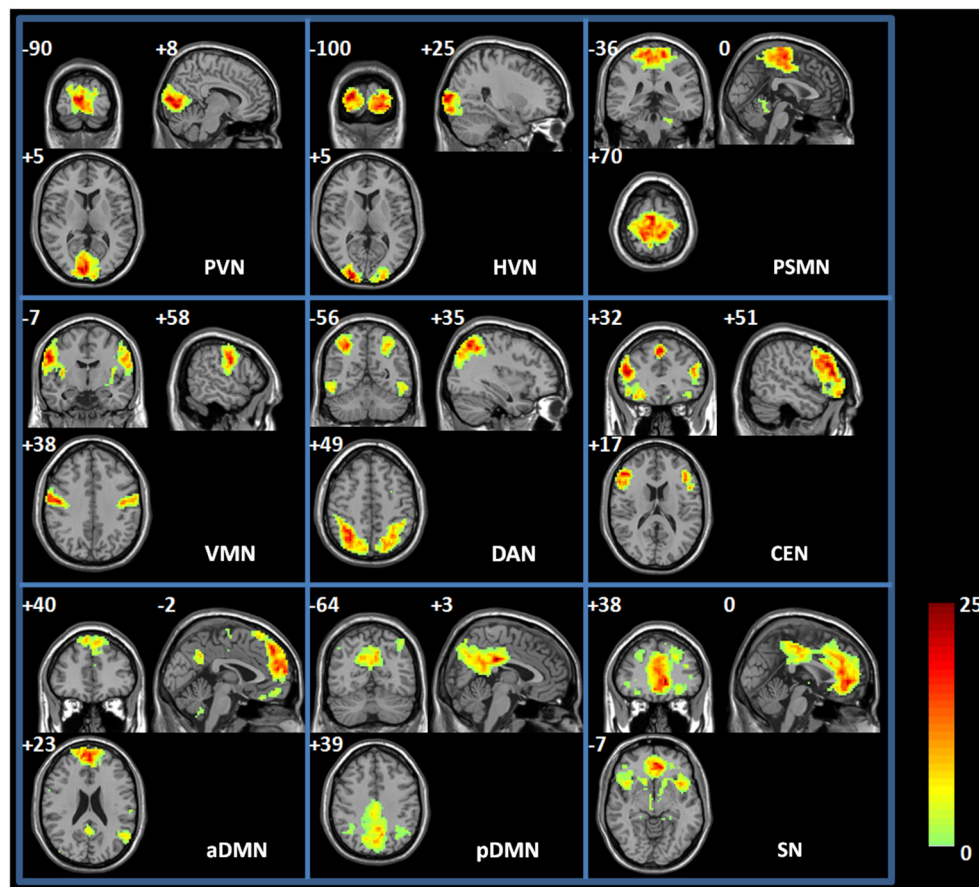 -90 +8
+5
PVN
-100 +25
+5
HVN
-36 0
+70
PSMN
-7 +58
+38
VMN
-56 +35
+49
DAN
+32 +51
+17
CEN
+40 -2
+23
aDMN
-64 +3
+39
pDMN
+38 0
-7
SN
25
0